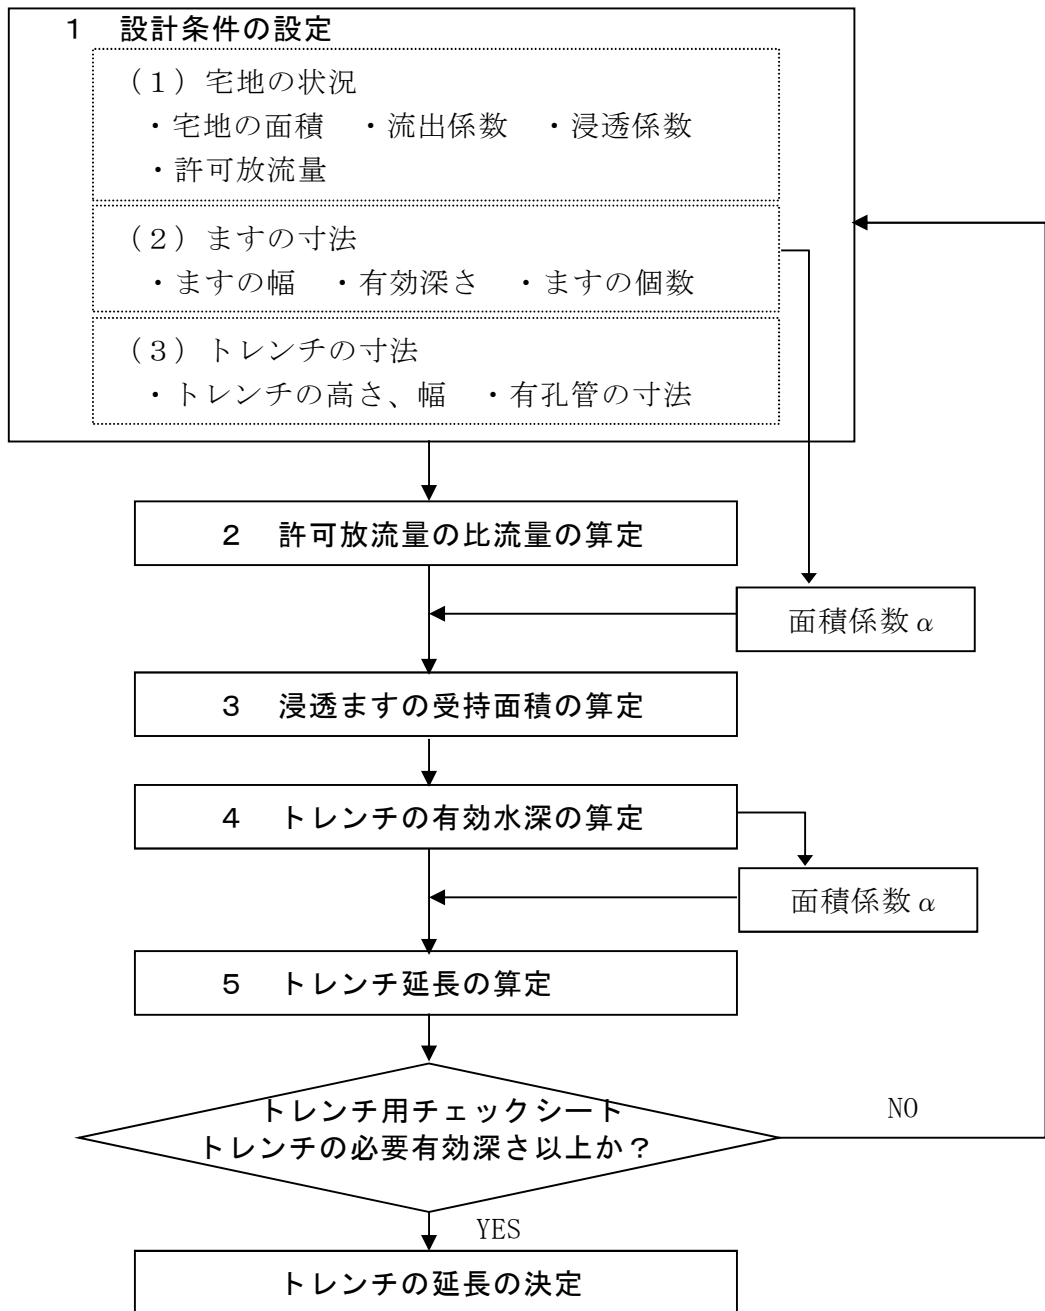 １　設計条件の設定
（１）宅地の状況
・宅地の面積　・流出係数　・浸透係数
・許可放流量
（２）ますの寸法
・ますの幅　・有効深さ　・ますの個数
（３）トレンチの寸法
・トレンチの高さ、幅　・有孔管の寸法
２　許可放流量の比流量の算定
面積係数α
３　浸透ますの受持面積の算定
４　トレンチの有効水深の算定
面積係数α
５　トレンチ延長の算定
トレンチ用チェックシート
トレンチの必要有効深さ以上か？
NO
YES
トレンチの延長の決定